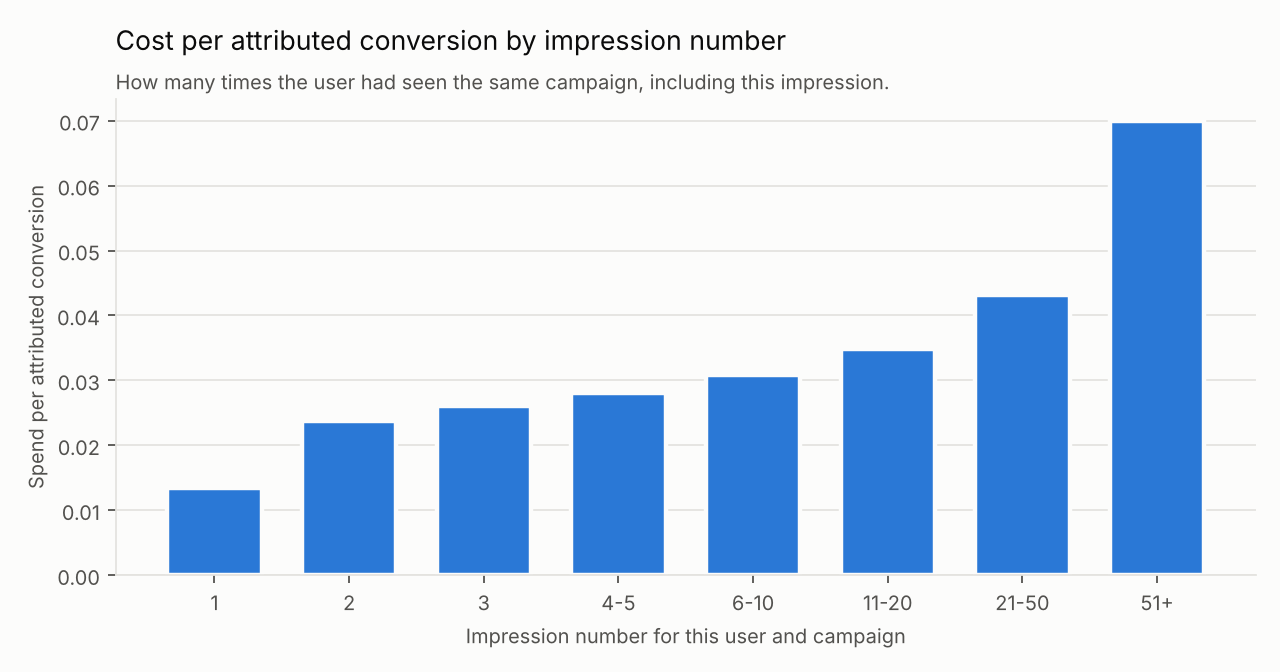 Cost per attributed conversion by impression number
How many times the user had seen the same campaign, including this impression.
Spend per attributed conversion
0.07
0.06
0.05
0.04
0.03
0.02
0.01
0.00
1 2 3 4-5 6-10 11-20 21-50 51+
Impression number for this user and campaign